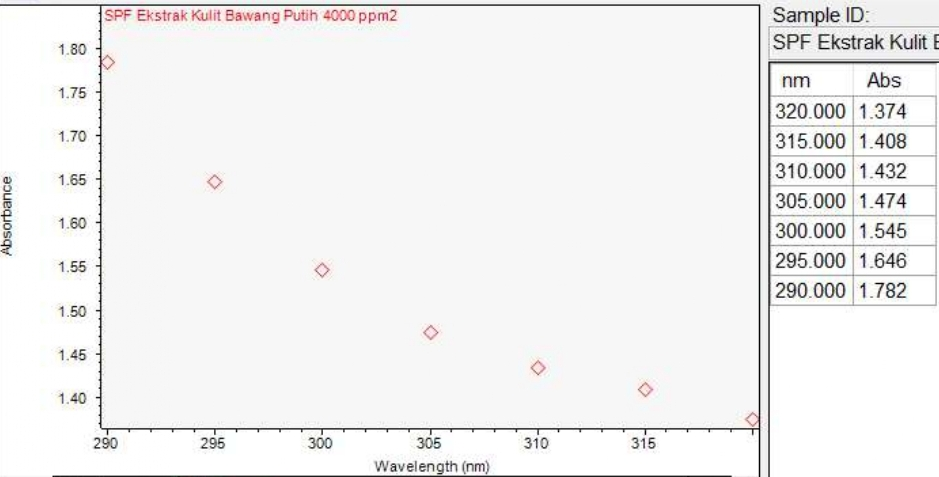 SPF Ekstrak Kulit Bawang Putih 4000 ppm2
1.80
1.75
1.70
1.65
1.60
1.55
1.50
1.45
1.40
Absorbance
290 295 300 305 310 315
Wavelength (nm)
Sample ID:
SPF Ekstrak Kulit
nm Abs
320.000 1.374
315.000 1.408
310.000 1.432
305.000 1.474
300.000 1.545
295.000 1.646
290.000 1.782